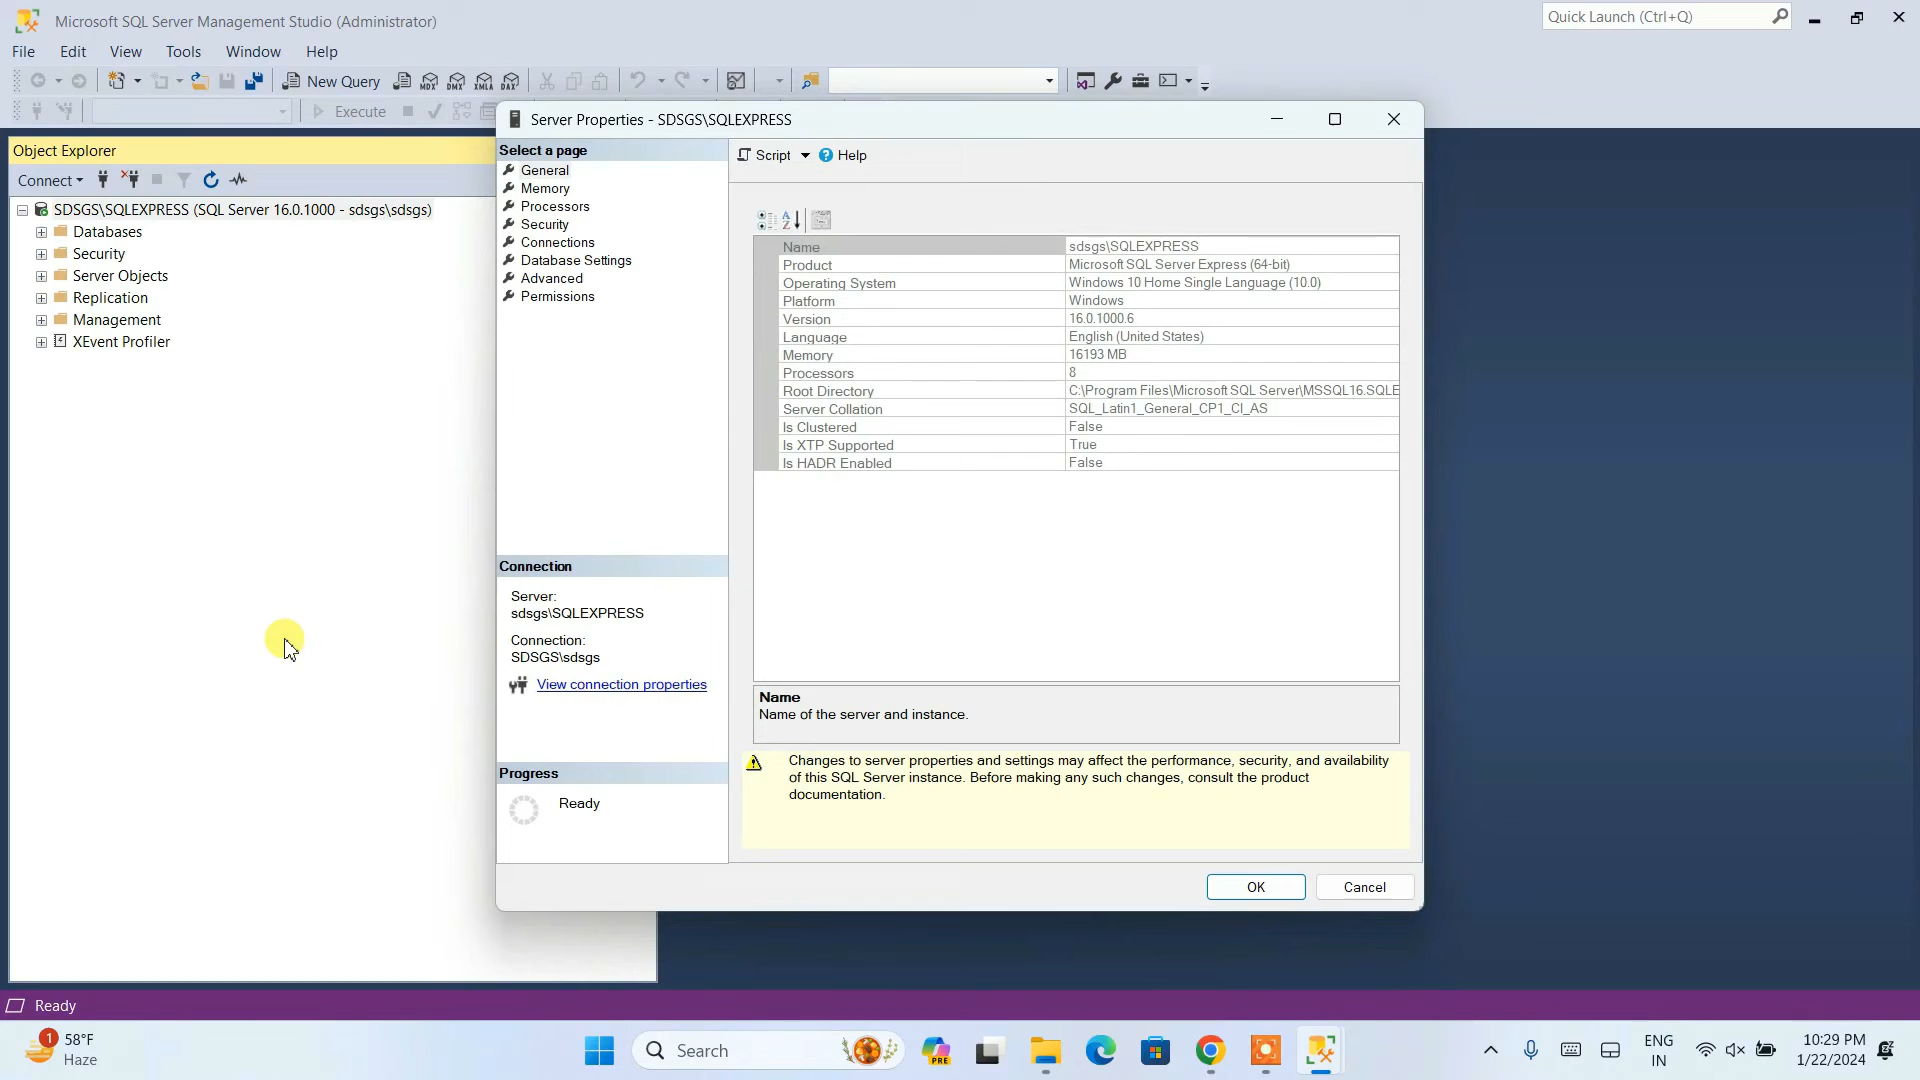 Microsoft SQL Server Management Studio (Administrator)
Quick Launch (Ctrl+Q)
File Edit View Tools Window Help
New Query MDX DMX XMLA DAX
Execute
Object Explorer
Connect
SDSGS\SQLEXPRESS (SQL Server 16.0.1000 - sdsgs\sdsgs)
Databases
Security
Server Objects
Replication
Management
XEvent Profiler
Server Properties - SDSGS\SQLEXPRESS
Select a page
General
Memory
Processors
Security
Connections
Database Settings
Advanced
Permissions
Connection
Server:
sdsgs\SQLEXPRESS
Connection:
SDSGS\sdsgs
View connection properties
Progress
Ready
Script Help
Name sdsgs\SQLEXPRESS
Product Microsoft SQL Server Express (64-bit)
Operating System Windows 10 Home Single Language (10.0)
Platform Windows
Version 16.0.1000.6
Language English (United States)
Memory 16193 MB
Processors 8
Root Directory C:\Program Files\Microsoft SQL Server\MSSQL16.SQLE
Server Collation SQL_Latin1_General_CP1_CI_AS
Is Clustered False
Is XTP Supported True
Is HADR Enabled False
Name
Name of the server and instance.
Changes to server properties and settings may affect the performance, security, and availability
of this SQL Server instance. Before making any such changes, consult the product
documentation.
OK Cancel
Ready
1
58°F
Haze
Search
PRE
ENG
IN
10:29 PM
1/22/2024